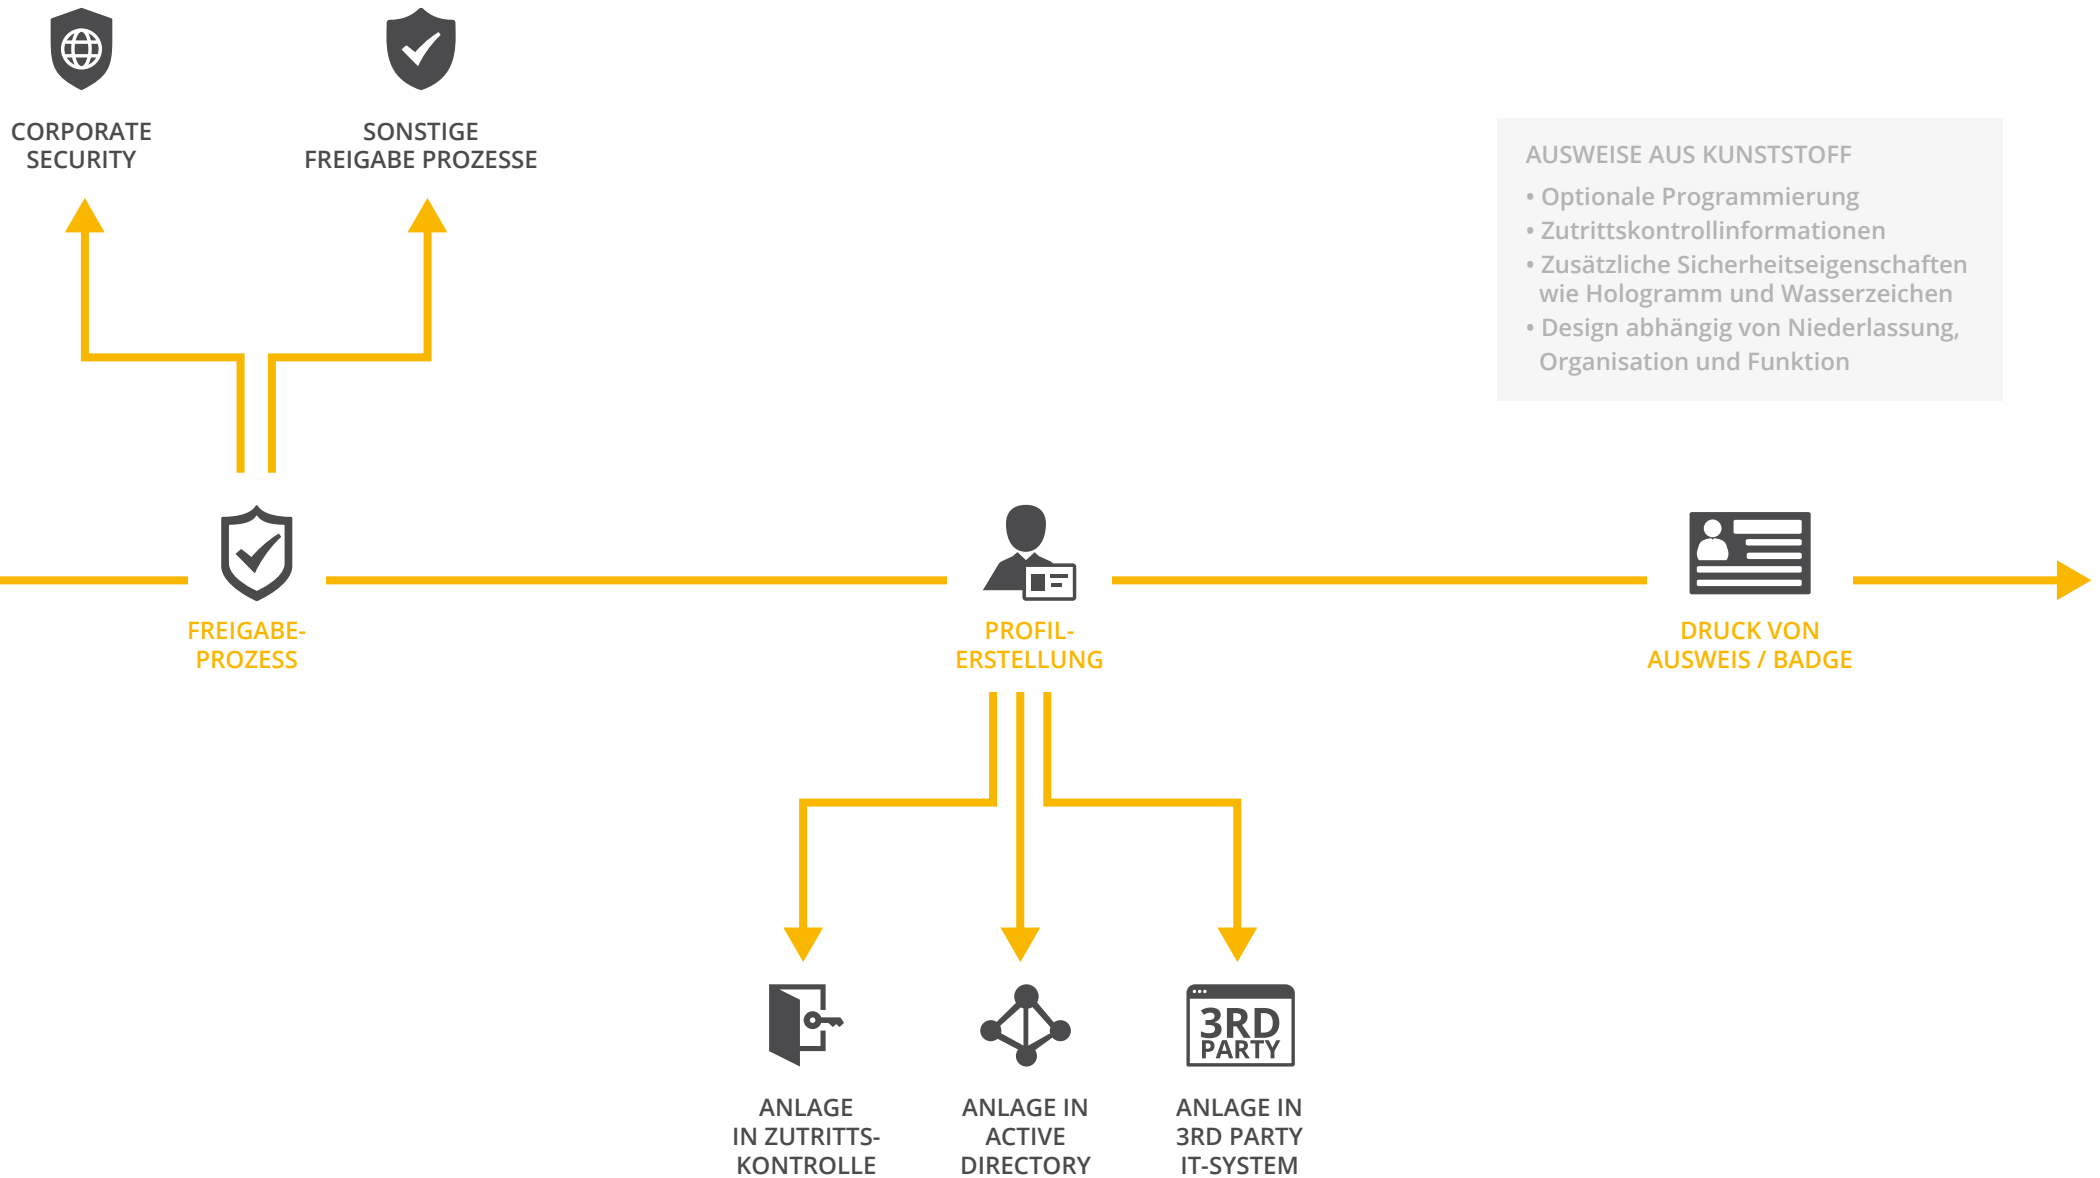 CORPORATE
SECURITY
SONSTIGE
FREIGABE PROZESSE
AUSWEISE AUS KUNSTSTOFF
• Optionale Programmierung
• Zutrittskontrollinformationen
• Zusätzliche Sicherheitseigenschaften
wie Hologramm und Wasserzeichen
• Design abhängig von Niederlassung,
Organisation und Funktion
FREIGABE-
PROZESS
PROFIL-
ERSTELLUNG
DRUCK VON
AUSWEIS / BADGE
3RD
PARTY
ANLAGE
IN ZUTRITTS-
KONTROLLE
ANLAGE IN
ACTIVE
DIRECTORY
ANLAGE IN
3RD PARTY
IT-SYSTEM